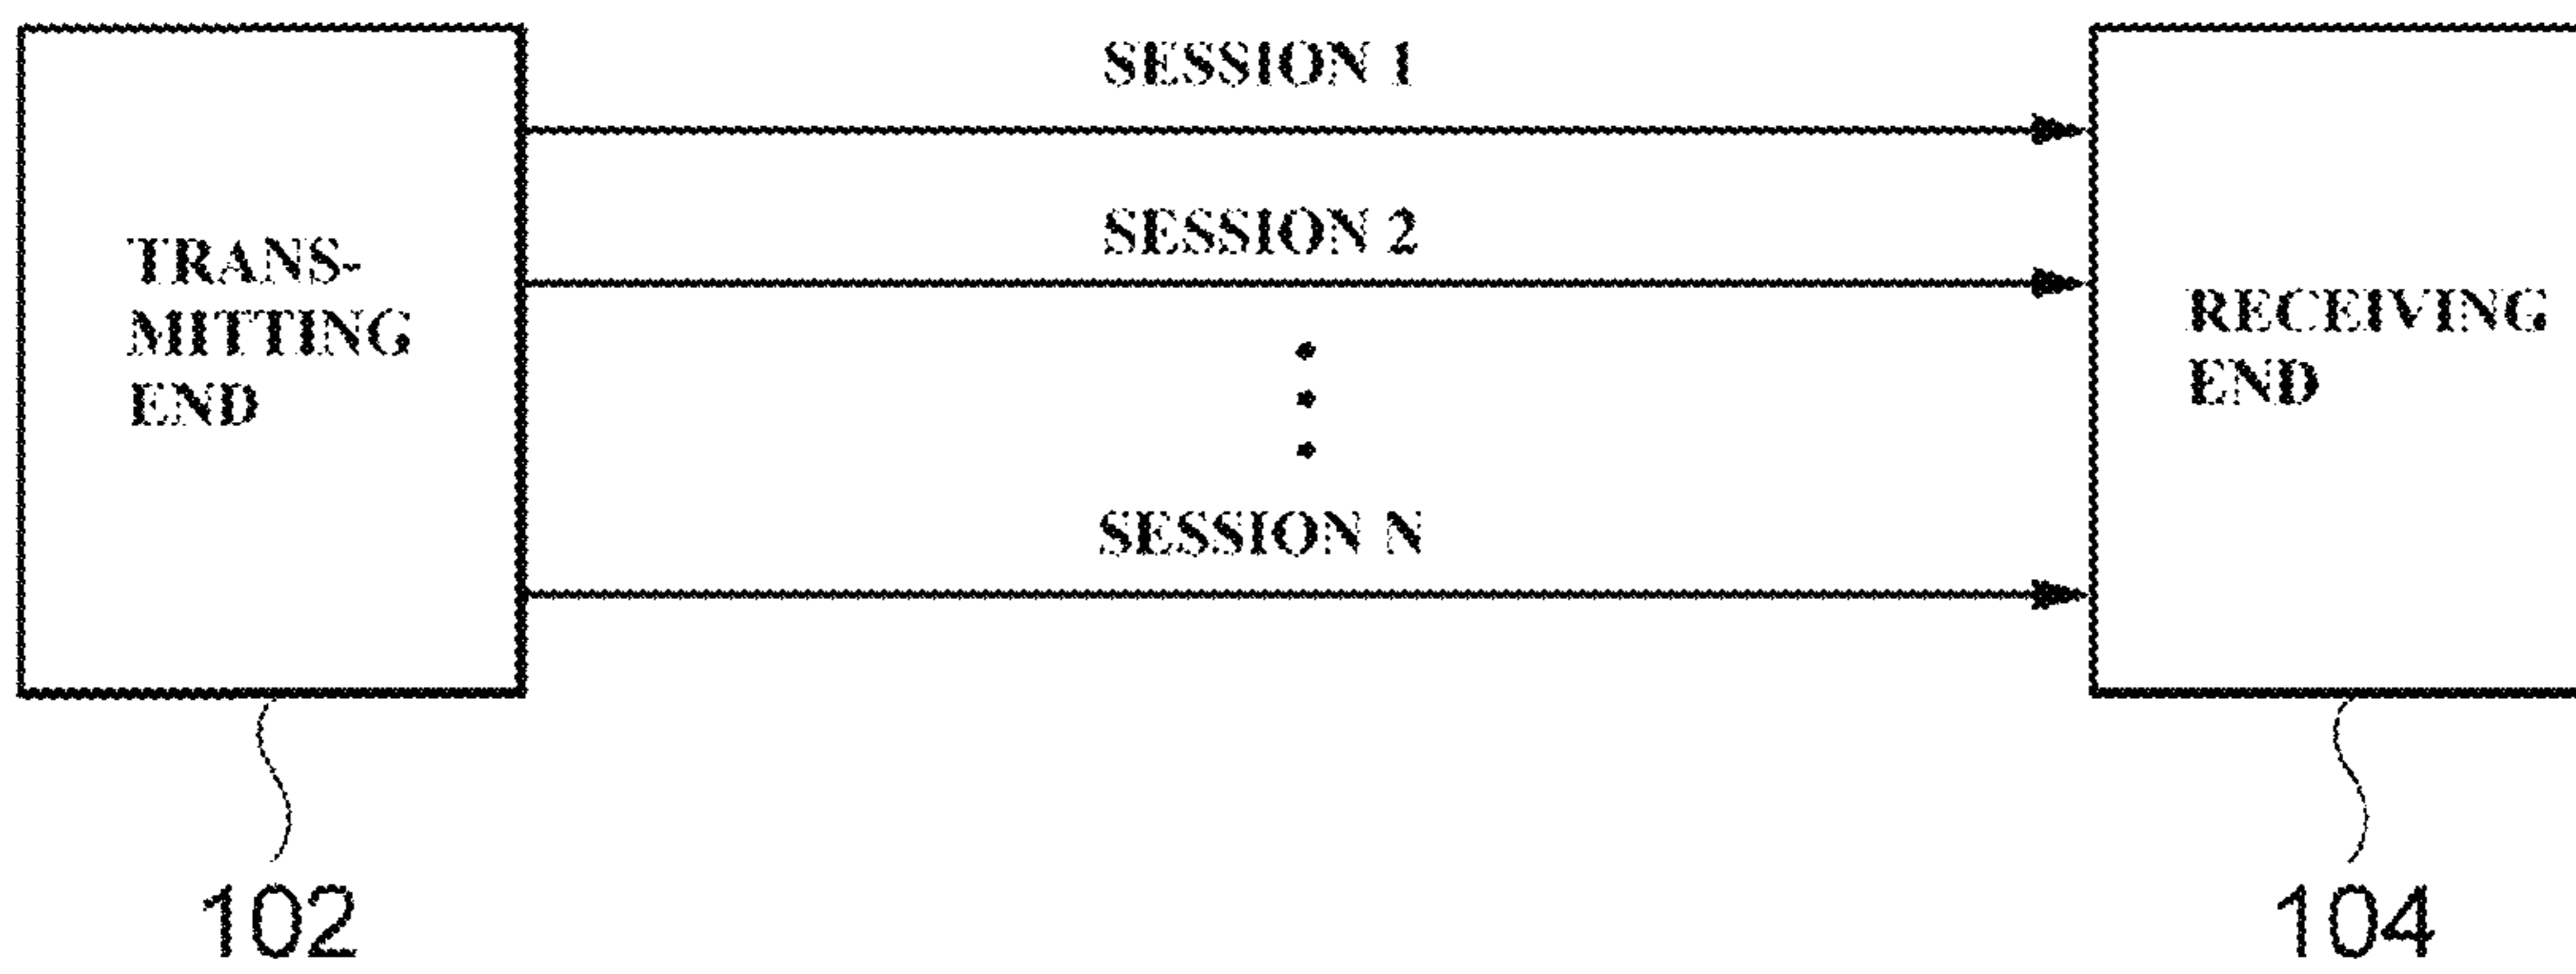 SESSION 1
SESSION 2
TRANS-
MITTING
END
RECEIVING
END
SESSION N
102
104